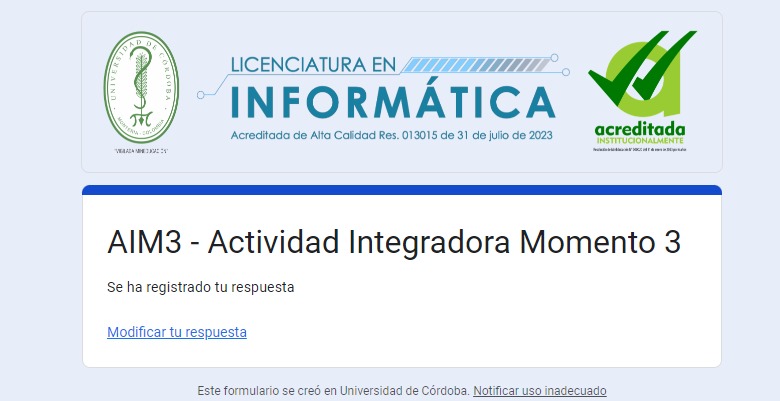 UNIVERSIDAD DE CÓRDOBA
MONTERÍA - COLOMBIA
"VIGILADA MINEDUCACIÓN"
LICENCIATURA EN
INFORMÁTICA
Acreditada de Alta Calidad Res. 013015 de 31 de julio de 2023
acreditada
INSTITUCIONALMENTE
AIM3 - Actividad Integradora Momento 3
Se ha registrado tu respuesta
Modificar tu respuesta
Este formulario se creó en Universidad de Córdoba. Notificar uso inadecuado